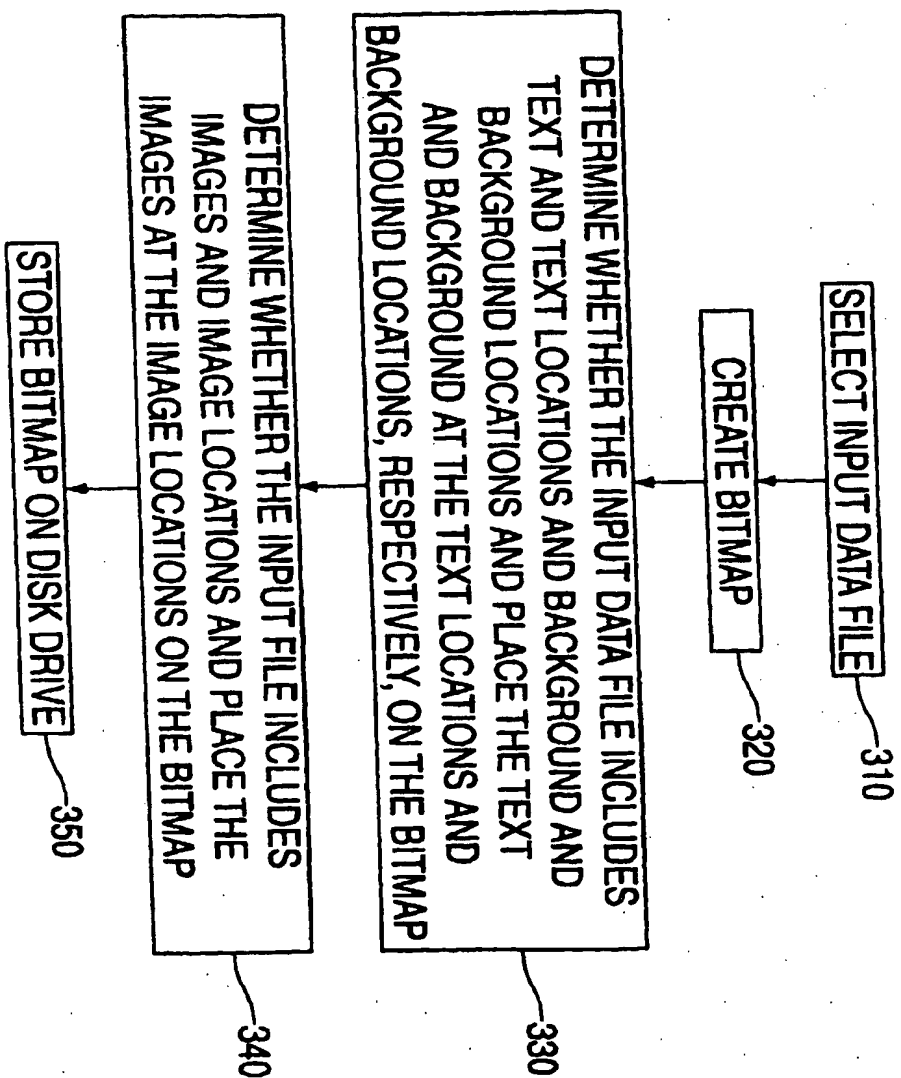 SELECT INPUT DATA FILE
310
CREATE BITMAP
320
DETERMINE WHETHER THE INPUT DATA FILE INCLUDES
TEXT AND TEXT LOCATIONS AND BACKGROUND AND
BACKGROUND LOCATIONS AND PLACE THE TEXT
AND BACKGROUND AT THE TEXT LOCATIONS AND
BACKGROUND LOCATIONS, RESPECTIVELY, ON THE BITMAP
330
DETERMINE WHETHER THE INPUT FILE INCLUDES
IMAGES AND IMAGE LOCATIONS AND PLACE THE
IMAGES AT THE IMAGE LOCATIONS ON THE BITMAP
340
STORE BITMAP ON DISK DRIVE
350